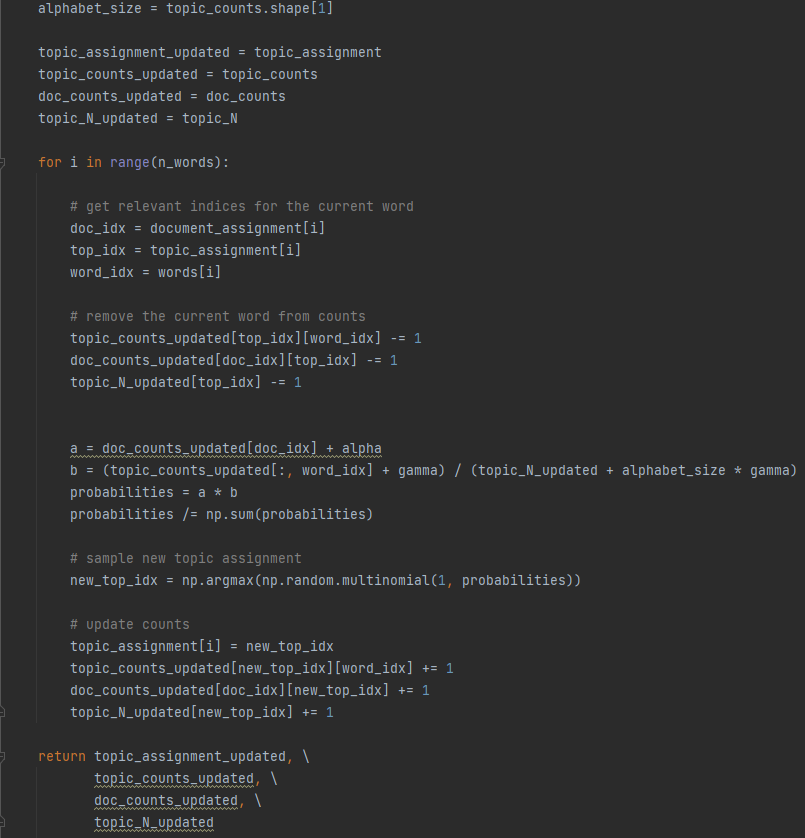 alphabet_size = topic_counts.shape[1]
topic_assignment_updated = topic_assignment
topic_counts_updated = topic_counts
doc_counts_updated = doc_counts
topic_N_updated = topic_N
for i in range(n_words):
# get relevant indices for the current word
doc_idx = document_assignment[i]
top_idx = topic_assignment[i]
word_idx = words[i]
# remove the current word from counts
topic_counts_updated[top_idx][word_idx] -= 1
doc_counts_updated[doc_idx][top_idx] -= 1
topic_N_updated[top_idx] -= 1
a = doc_counts_updated[doc_idx] + alpha
b = (topic_counts_updated[:, word_idx] + gamma) / (topic_N_updated + alphabet_size * gamma)
probabilities = a * b
probabilities /= np.sum(probabilities)
# sample new topic assignment
new_top_idx = np.argmax(np.random.multinomial(1, probabilities))
# update counts
topic_assignment[i] = new_top_idx
topic_counts_updated[new_top_idx][word_idx] += 1
doc_counts_updated[doc_idx][new_top_idx] += 1
topic_N_updated[new_top_idx] += 1
return topic_assignment_updated, \
topic_counts_updated, \
doc_counts_updated, \
topic_N_updated